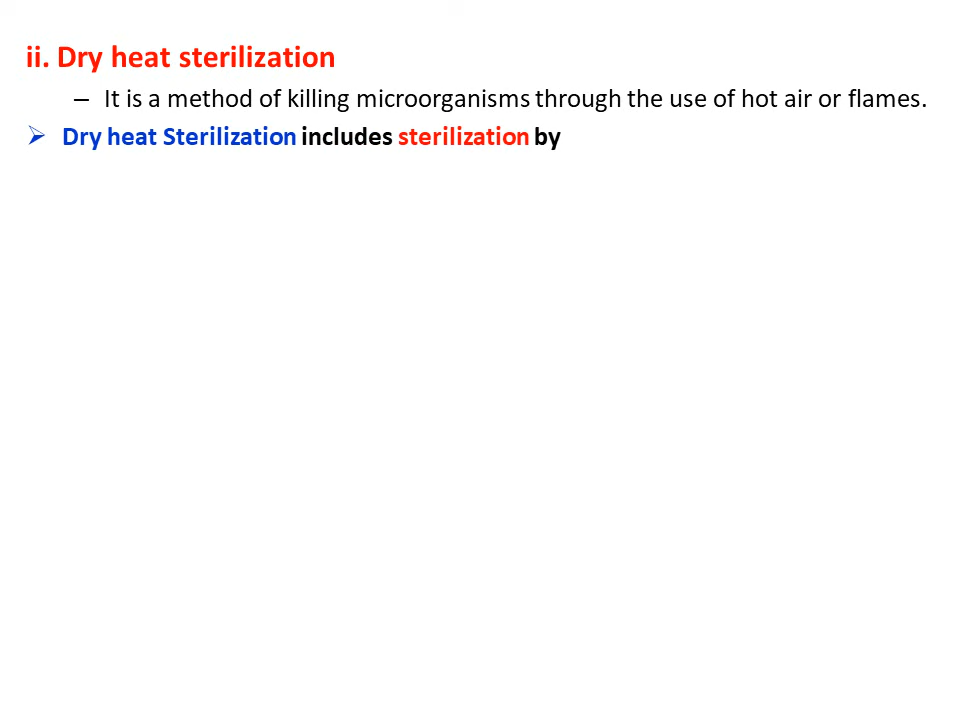 ii. Dry heat sterilization
– It is a method of killing microorganisms through the use of hot air or flames.
➢ Dry heat Sterilization includes sterilization by